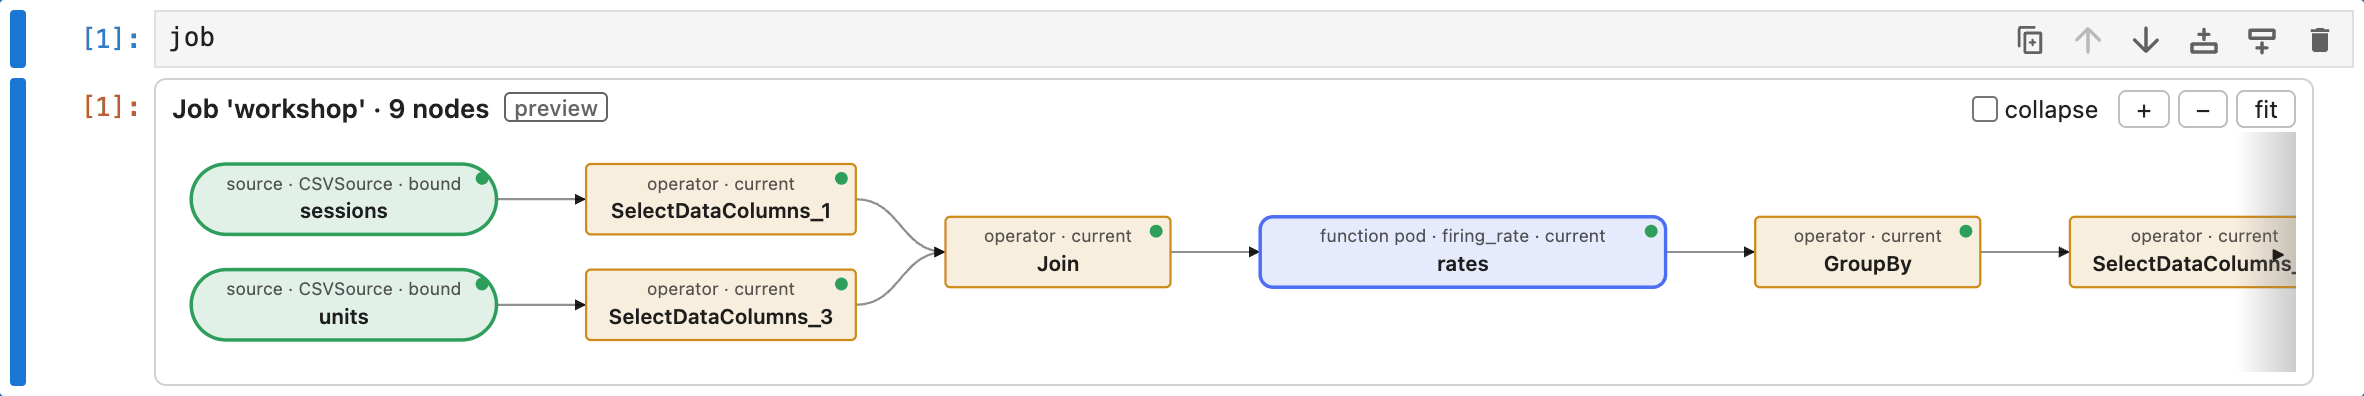 [1]: job
[1]: Job 'workshop' · 9 nodes preview collapse + − fit
source · CSVSource · bound
sessions
operator · current
SelectDataColumns_1
source · CSVSource · bound
units
operator · current
SelectDataColumns_3
operator · current
Join
function pod · firing_rate · current
rates
operator · current
GroupBy
operator · current
SelectDataColumns_